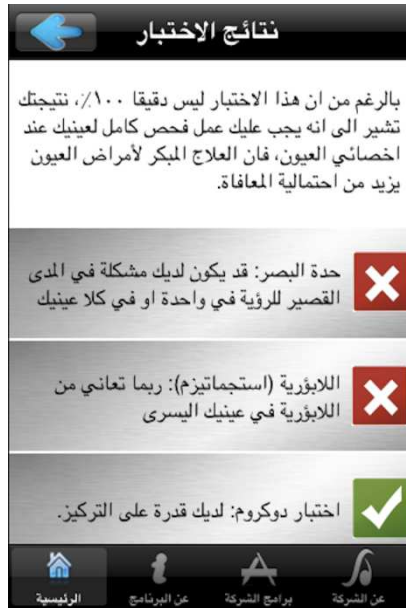 نتائج الاختبار
بالرغم من ان هذا الاختبار ليس دقيقا ١٠٠٪، نتيجتك
تشير الى انه يجب عليك عمل فحص كامل لعينيك عند
اخصائي العيون، فان العلاج المبكر لأمراض العيون
يزيد من احتمالية المعافاة.
حدة البصر: قد يكون لديك مشكلة في المدى
القصير للرؤية في واحدة او في كلا عينيك
اللابؤرية (استجماتيزم): ربما تعاني من
اللابؤرية في عينيك اليسرى
اختبار دوكروم: لديك قدرة على التركيز.
عن الشركة
برامج الشركة
عن البرنامج
الرئيسية